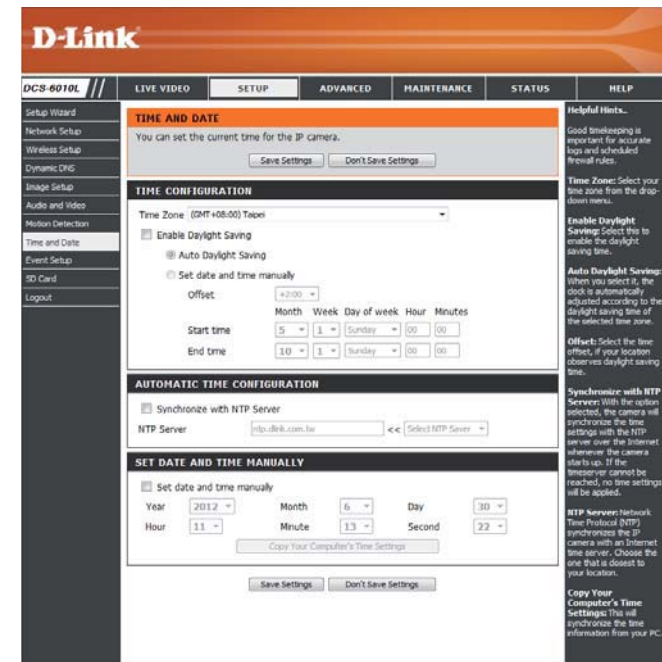 D-Link
DCS-6010L
LIVE VIDEO SETUP ADVANCED MAINTENANCE STATUS HELP
Setup Wizard
Network Setup
Wireless Setup
Dynamic DNS
Image Setup
Audio and Video
Motion Detection
Time and Date
Event Setup
SD Card
Logout
TIME AND DATE
You can set the current time for the IP camera.
Save Settings Don't Save Settings
TIME CONFIGURATION
Time Zone (GMT+08:00) Taipei
Enable Daylight Saving
Auto Daylight Saving
Set date and time manually
Offset +2:00
Month Week Day of week Hour Minutes
Start time 5 1 Sunday 00 00
End time 10 1 Sunday 00 00
AUTOMATIC TIME CONFIGURATION
Synchronize with NTP Server
NTP Server ntp.dlink.com.tw << Select NTP Saver
SET DATE AND TIME MANUALLY
Set date and time manually
Year 2012 Month 6 Day 30
Hour 11 Minute 13 Second 22
Copy Your Computer's Time Settings
Save Settings Don't Save Settings
Helpful Hints..
Good timekeeping is
important for accurate
logs and scheduled
firewall rules.
Time Zone: Select your
time zone from the drop-
down menu.
Enable Daylight
Saving: Select this to
enable the daylight
saving time.
Auto Daylight Saving:
When you select it, the
clock is automatically
adjusted according to the
daylight saving time of
the selected time zone.
Offset: Select the time
offset, if your location
observes daylight saving
time.
Synchronize with NTP
Server: With the option
selected, the camera will
synchronize the time
settings with the NTP
server over the Internet
whenever the camera
starts up. If the
timeserver cannot be
reached, no time settings
will be applied.
NTP Server: Network
Time Protocol (NTP)
synchronizes the IP
camera with an Internet
time server. Choose the
one that is closest to
your location.
Copy Your
Computer's Time
Settings: This will
synchronize the time
information from your PC.